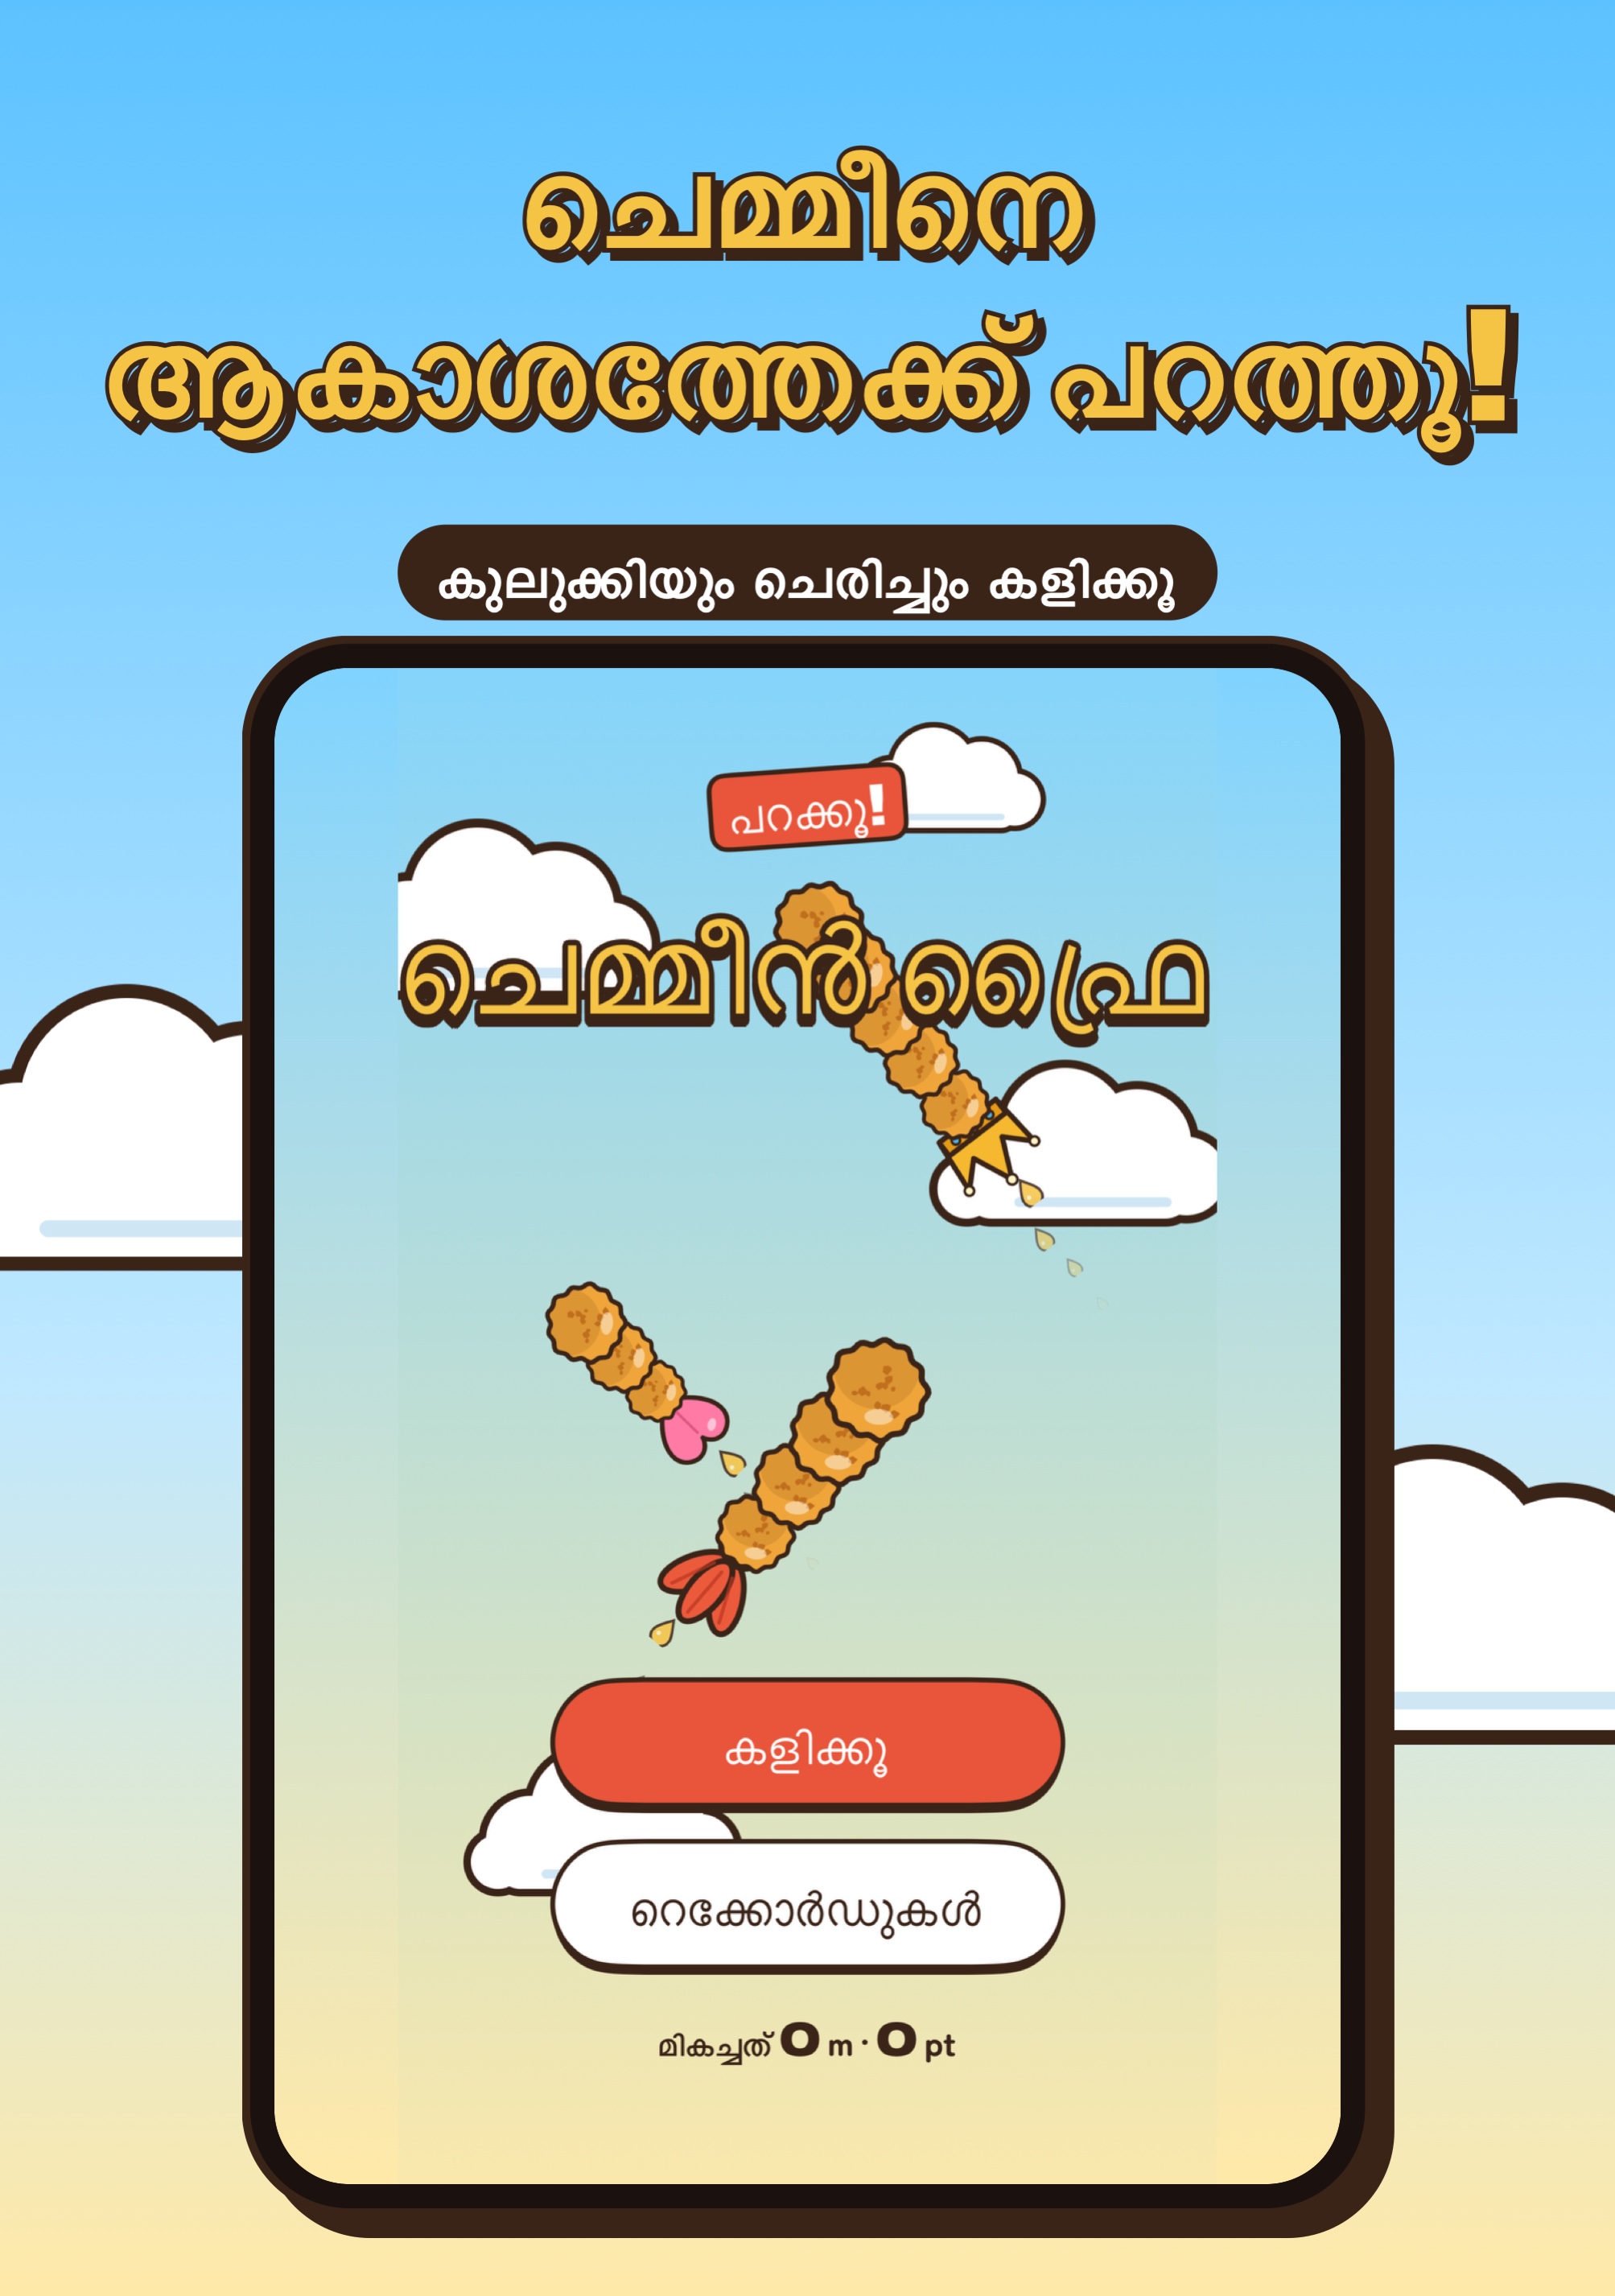 ചെമ്മീനെ
ആകാശത്തേക്ക് പറത്തൂ!
കുലുക്കിയും ചെരിച്ചും കളിക്കൂ
പറക്കൂ!
ചെമ്മീൻ ഫ്രൈ
കളിക്കൂ
റെക്കോർഡുകൾ
മികച്ചത് 0 m · 0 pt